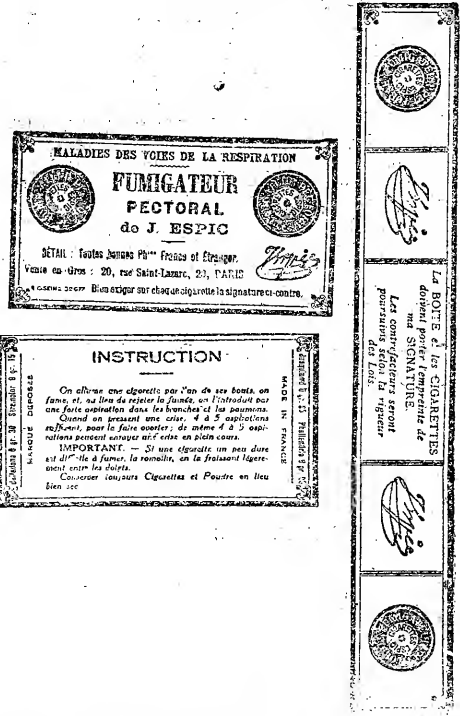 MALADIES DES VOIES DE LA RESPIRATION
FUMIGATEUR
PECTORAL
de J. ESPIC
DÉTAIL : Toutes bonnes Phies France et Étranger.
Vente en Gros : 20, rue Saint-Lazare, 20, PARIS
Bien exiger sur chaque cigarette la signature ci-contre.
INSTRUCTION
On allume une cigarette par l'un de ses bouts, on
fume, et, au lieu de rejeter la fumée, on l'introduit par
une forte aspiration dans les bronches et les poumons.
Quand on pressent une crise, 4 à 5 aspirations
suffisent, pour la faire avorter; de même 4 à 5 aspi-
rations peuvent enrayer une crise en plein cours.
IMPORTANT. — Si une cigarette un peu dure
est difficile à fumer, la ramollir, en la froissant légère-
ment entre les doigts.
Conserver toujours Cigarettes et Poudre en lieu
bien sec
MARQUE DÉPOSÉE
MADE IN FRANCE
La BOITE et les CIGARETTES
doivent porter l'empreinte de
ma SIGNATURE.
Les contrefacteurs seront
poursuivis selon la rigueur
des Lois.
Espic
Espic